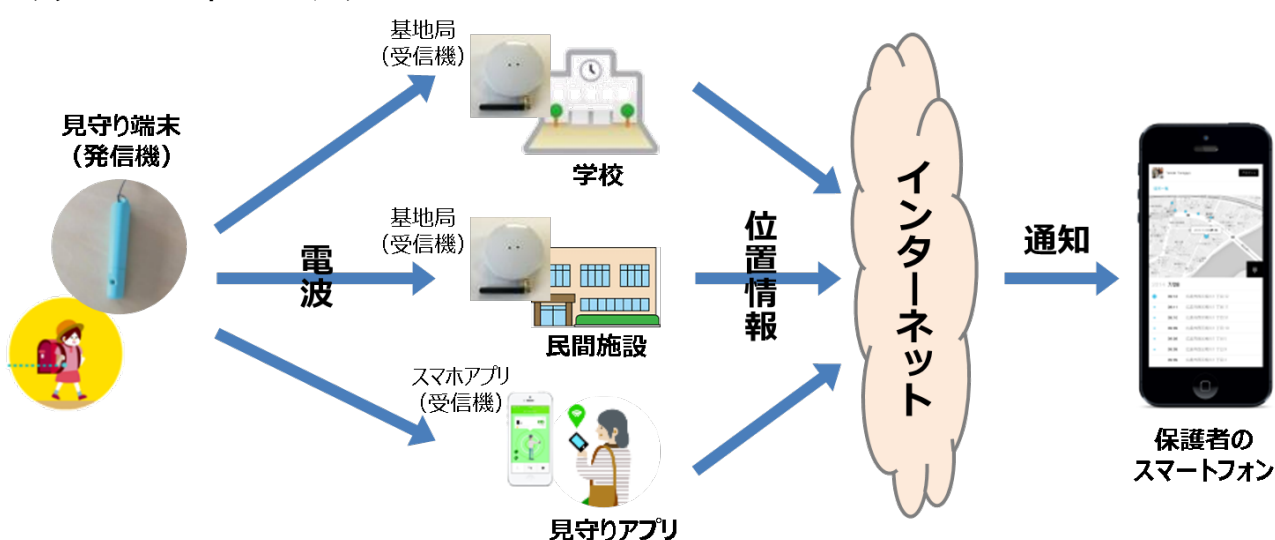 基地局
（受信機）
学校
見守り端末
（発信機）
基地局
（受信機）
民間施設
電波
スマホアプリ
（受信機）
見守りアプリ
位置情報
インターネット
通知
保護者の
スマートフォン